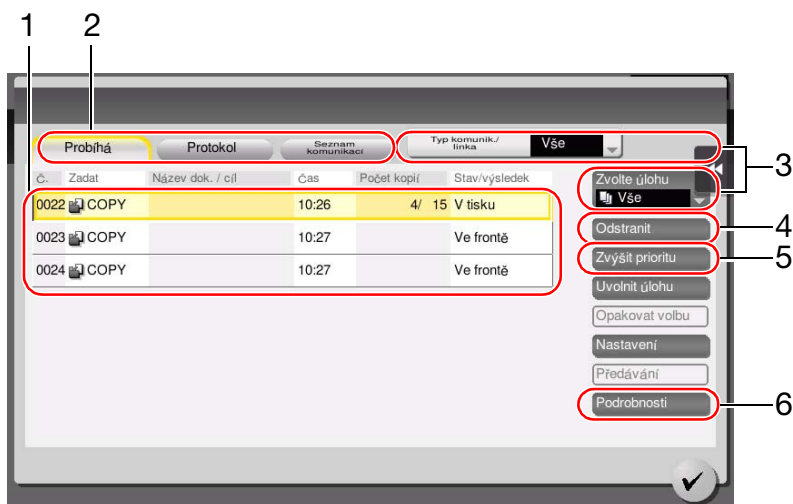 1
2
Probíhá
Protokol
Seznam
komunikací
Typ komunik./
linka
Vše
3
Č.
Zadat
Název dok. / cíl
Čas
Počet kopií
Stav/výsledek
0022 COPY 10:26 4/ 15 V tisku
0023 COPY 10:27 Ve frontě
0024 COPY 10:27 Ve frontě
Zvolte úlohu
Vše
Odstranit
4
Zvýšit prioritu
5
Uvolnit úlohu
Opakovat volbu
Nastavení
Předávání
Podrobnosti
6